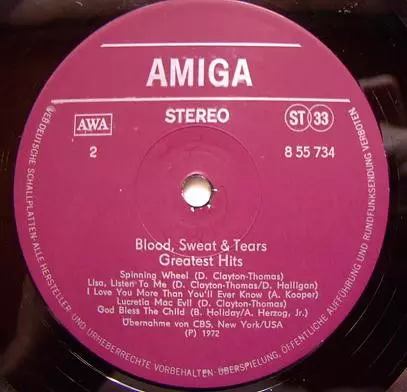 AMIGA
STEREO
AWA
ST 33
2
8 55 734
Blood, Sweat & Tears
Greatest Hits
Spinning Wheel (D. Clayton-Thomas)
Lisa, Listen To Me (D. Clayton-Thomas/D. Halligan)
I Love You More Than You'll Ever Know (A. Kooper)
Lucretia Mac Evil (D. Clayton-Thomas)
God Bless The Child (B. Holiday/A. Herzog, Jr.)
Übernahme von CBS, New York/USA
(P) 1972
VEB DEUTSCHE SCHALLPLATTEN·ALLE HERSTELLER- UND URHEBERRECHTE VORBEHALTEN·ÜBERSPIELUNG, ÖFFENTLICHE AUFFÜHRUNG UND RUNDFUNKSENDUNG VERBOTEN